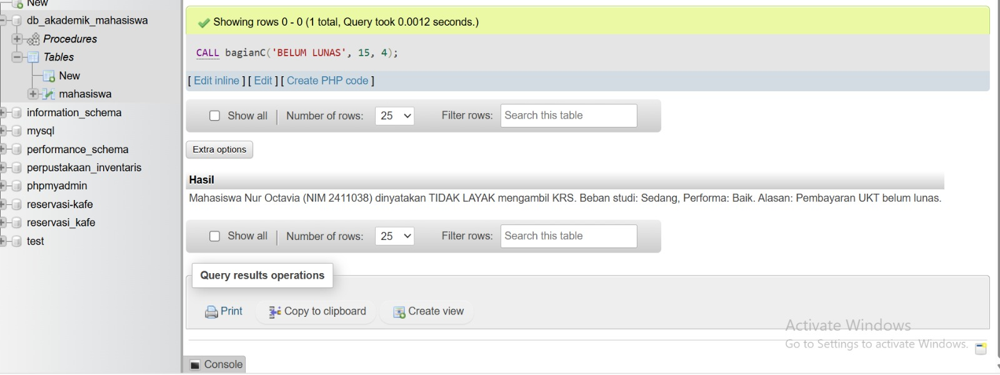 New
db_akademik_mahasiswa
Procedures
Tables
New
mahasiswa
information_schema
mysql
performance_schema
perpustakaan_inventaris
phpmyadmin
reservasi-kafe
reservasi_kafe
test
Showing rows 0 - 0 (1 total, Query took 0.0012 seconds.)
CALL bagianC('BELUM LUNAS', 15, 4);
[ Edit inline ] [ Edit ] [ Create PHP code ]
Show all | Number of rows: 25 Filter rows: Search this table
Extra options
Hasil
Mahasiswa Nur Octavia (NIM 2411038) dinyatakan TIDAK LAYAK mengambil KRS. Beban studi: Sedang, Performa: Baik. Alasan: Pembayaran UKT belum lunas.
Show all | Number of rows: 25 Filter rows: Search this table
Query results operations
Print Copy to clipboard Create view
Activate Windows
Go to Settings to activate Windows.
Console